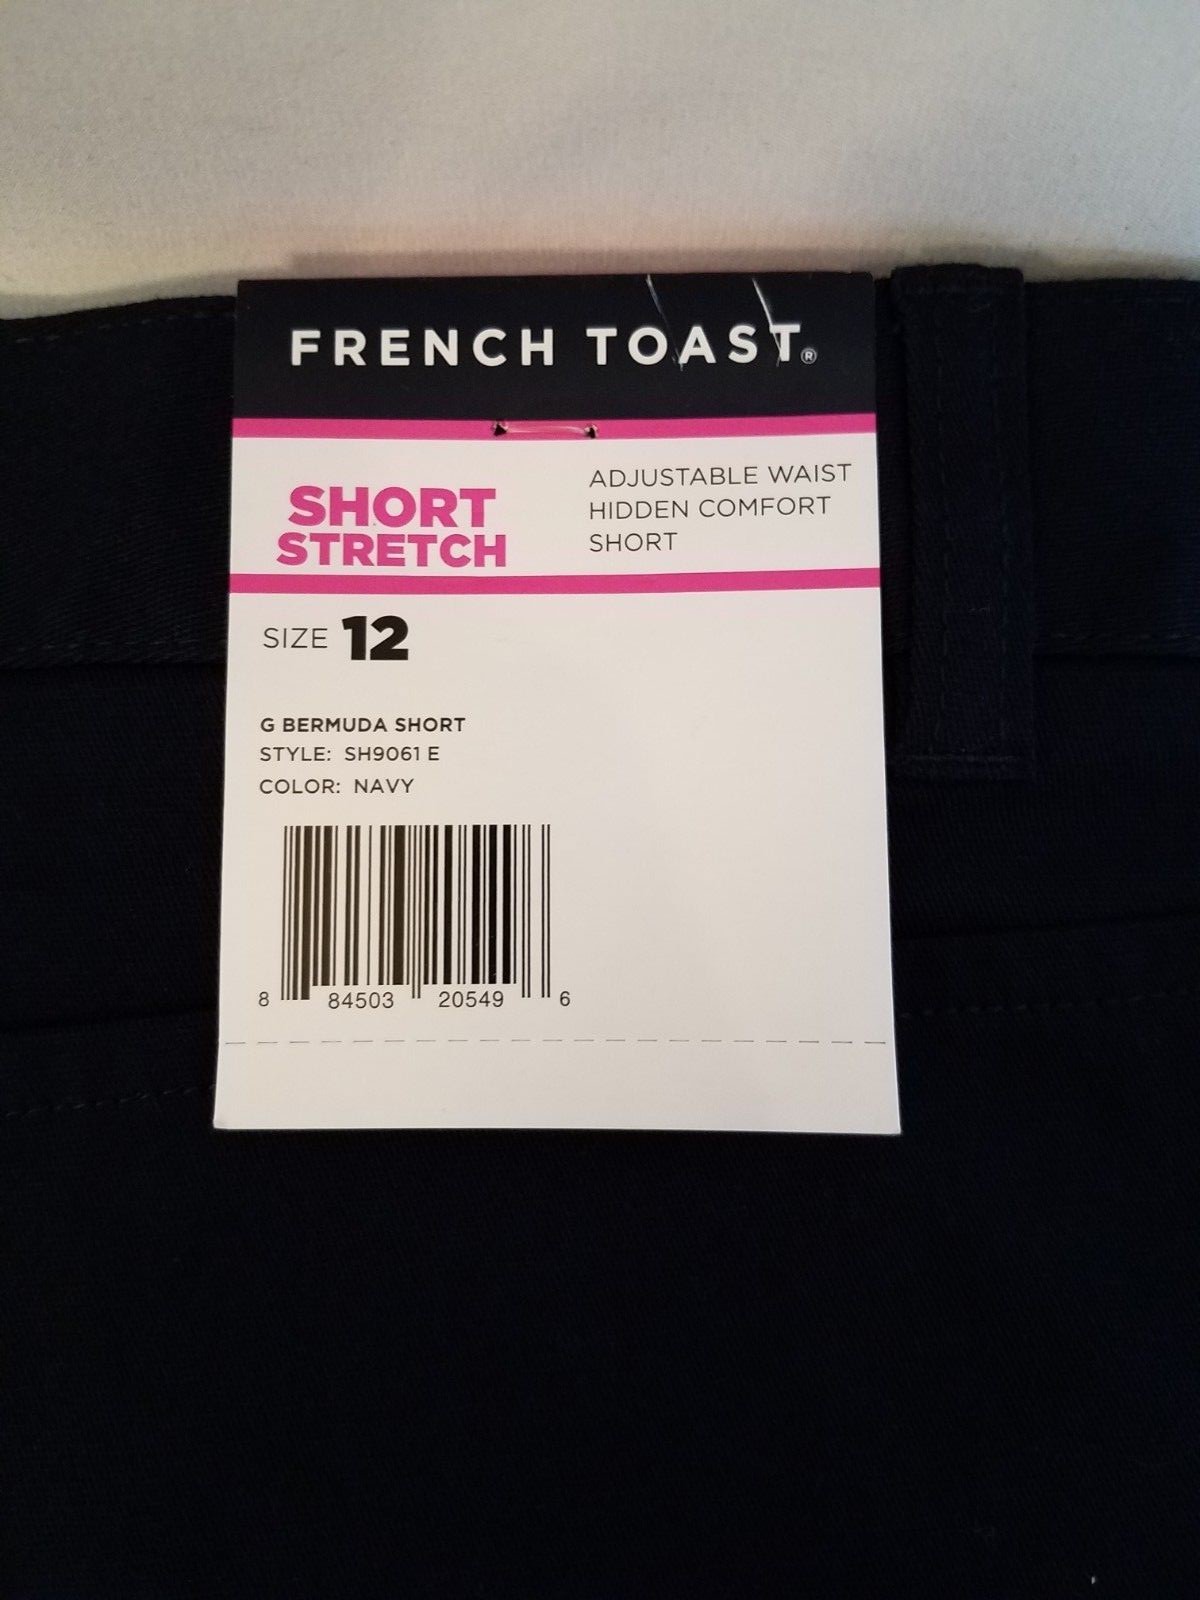 FRENCH TOAST®
SHORT
STRETCH
ADJUSTABLE WAIST
HIDDEN COMFORT
SHORT
SIZE 12
G BERMUDA SHORT
STYLE: SH9061 E
COLOR: NAVY
8 84503 20549 6